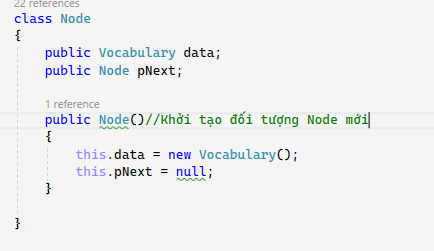 22 references
class Node
{
public Vocabulary data;
public Node pNext;
1 reference
public Node()//Khởi tạo đối tượng Node mới
{
this.data = new Vocabulary();
this.pNext = null;
}
}